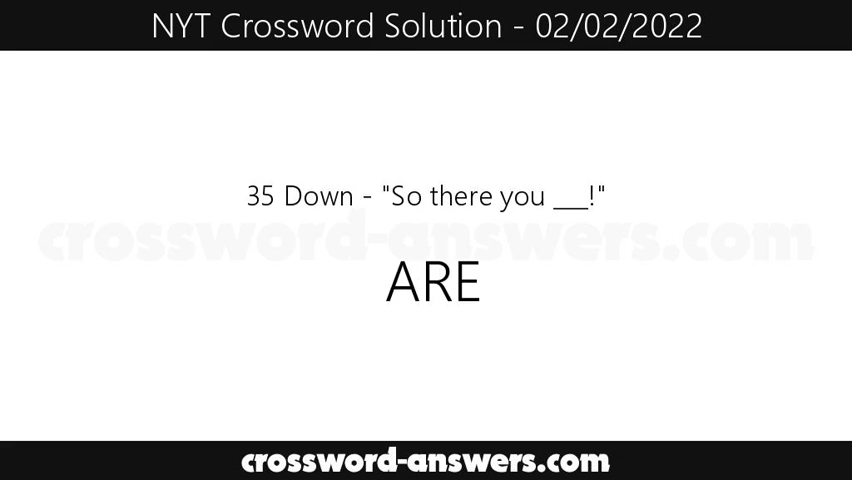 NYT Crossword Solution - 02/02/2022
35 Down - "So there you ___!"
crossword-answers.com
ARE
crossword-answers.com